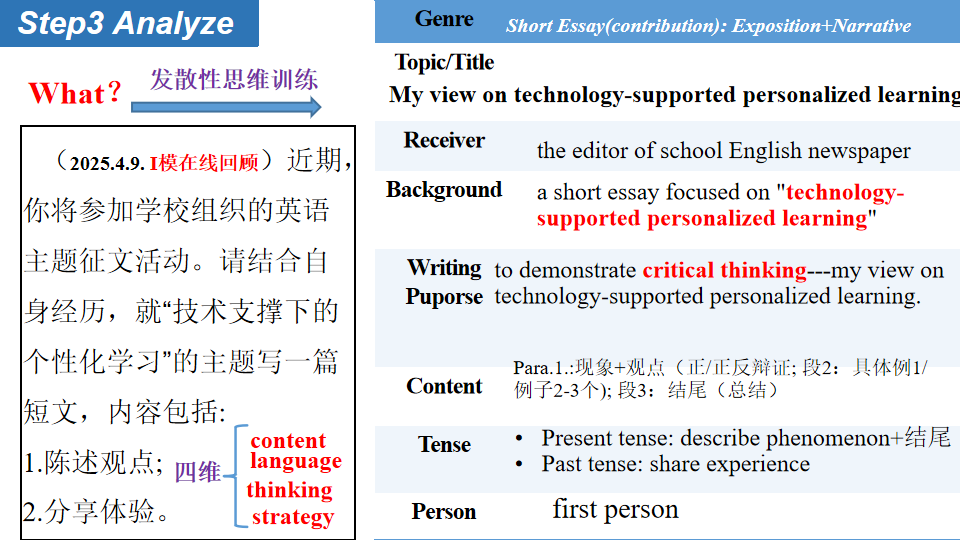 Step3 Analyze
What?
发散性思维训练
（2025.4.9. I模在线回顾）近期，
你将参加学校组织的英语
主题征文活动。请结合自
身经历，就“技术支撑下的
个性化学习”的主题写一篇
短文，内容包括:
1.陈述观点;
2.分享体验。
四维
content
language
thinking
strategy
Genre
Short Essay(contribution): Exposition+Narrative
Topic/Title
My view on technology-supported personalized learning
Receiver
the editor of school English newspaper
Background
a short essay focused on "technology-
supported personalized learning"
Writing
Puporse
to demonstrate critical thinking---my view on
technology-supported personalized learning.
Content
Para.1.:现象+观点（正/正反辩证; 段2：具体例1/
例子2-3个); 段3：结尾（总结）
Tense
• Present tense: describe phenomenon+结尾
• Past tense: share experience
Person
first person